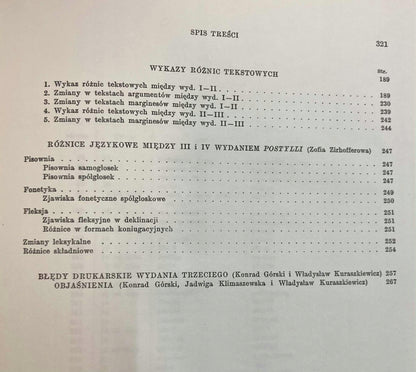 SPIS TREŚCI
321
WYKAZY RÓŻNIC TEKSTOWYCH
Str.
189
1. Wykaz różnic tekstowych między wyd. I—II . . . 189
2. Zmiany w tekstach argumentów między wyd. I—II . . . 230
3. Zmiany w tekstach marginesów między wyd. I—II . . . 239
4. Wykaz różnic tekstowych między wyd. II—III . . . 242
5. Zmiany w tekstach marginesów między wyd. II—III . . . 244
RÓŻNICE JĘZYKOWE MIĘDZY III i IV WYDANIEM POSTYLLI (Zofia Zirhofferowa) 247
Pisownia . . . 247
Pisownia samogłosek . . . 247
Pisownia spółgłosek . . . 247
Fonetyka . . . 249
Zjawiska fonetyczne spółgłoskowe . . . 250
Fleksja . . . 251
Zjawiska fleksyjne w deklinacji . . . 251
Różnice w formach koniugacyjnych . . . 251
Zmiany leksykalne . . . 252
Różnice składniowe . . . 254
BŁĘDY DRUKARSKIE WYDANIA TRZECIEGO (Konrad Górski i Władysław Kuraszkiewicz) 257
OBJAŚNIENIA (Konrad Górski, Jadwiga Klimaszewska i Władysław Kuraszkiewicz) 267